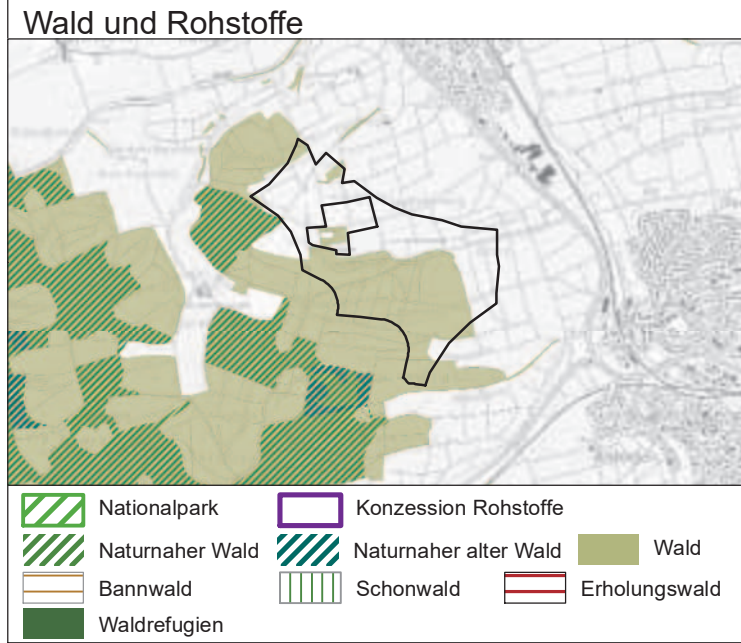 Wald und Rohstoffe
Nationalpark Konzession Rohstoffe
Naturnaher Wald Naturnaher alter Wald Wald
Bannwald Schonwald Erholungswald
Waldrefugien